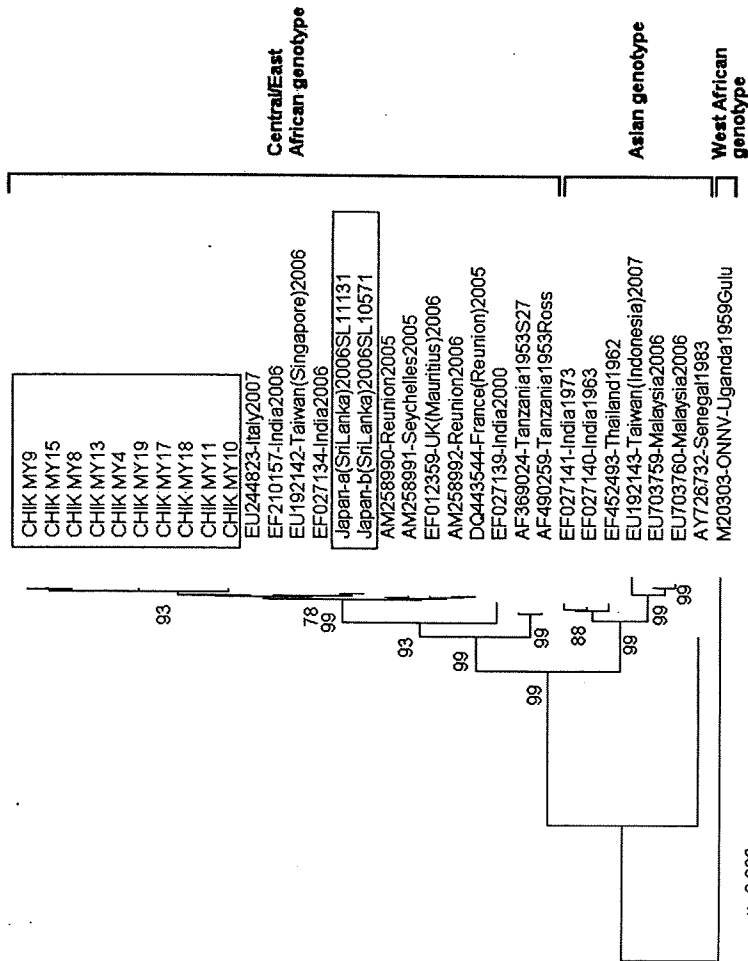 CHIK MY9
CHIK MY15
CHIK MY8
CHIK MY13
CHIK MY4
CHIK MY19
CHIK MY17
CHIK MY18
CHIK MY11
CHIK MY10
EU244823-Italy2007
EF210157-India2006
EU192142-Taiwan(Singapore)2006
EF027134-India2006
Japan-a(SriLanka)2006SL11131
Japan-b(SriLanka)2006SL10571
AM258990-Reunion2005
AM258991-Seychelles2005
EF012359-UK(Mauritius)2006
AM258992-Reunion2006
DQ443544-France(Reunion)2005
EF027139-India2000
AF369024-Tanzania1953S27
AF490259-Tanzania1953Ross
EF027141-India1973
EF027140-India1963
EF452493-Thailand1962
EU192143-Taiwan(Indonesia)2007
EU703759-Malaysia2006
EU703760-Malaysia2006
AY726732-Senegal1983
M20303-ONNV-Uganda1959Gulu
Central/East
African genotype
Asian genotype
West African
genotype
93
78
99
93
99
99
99
88
99
99
99